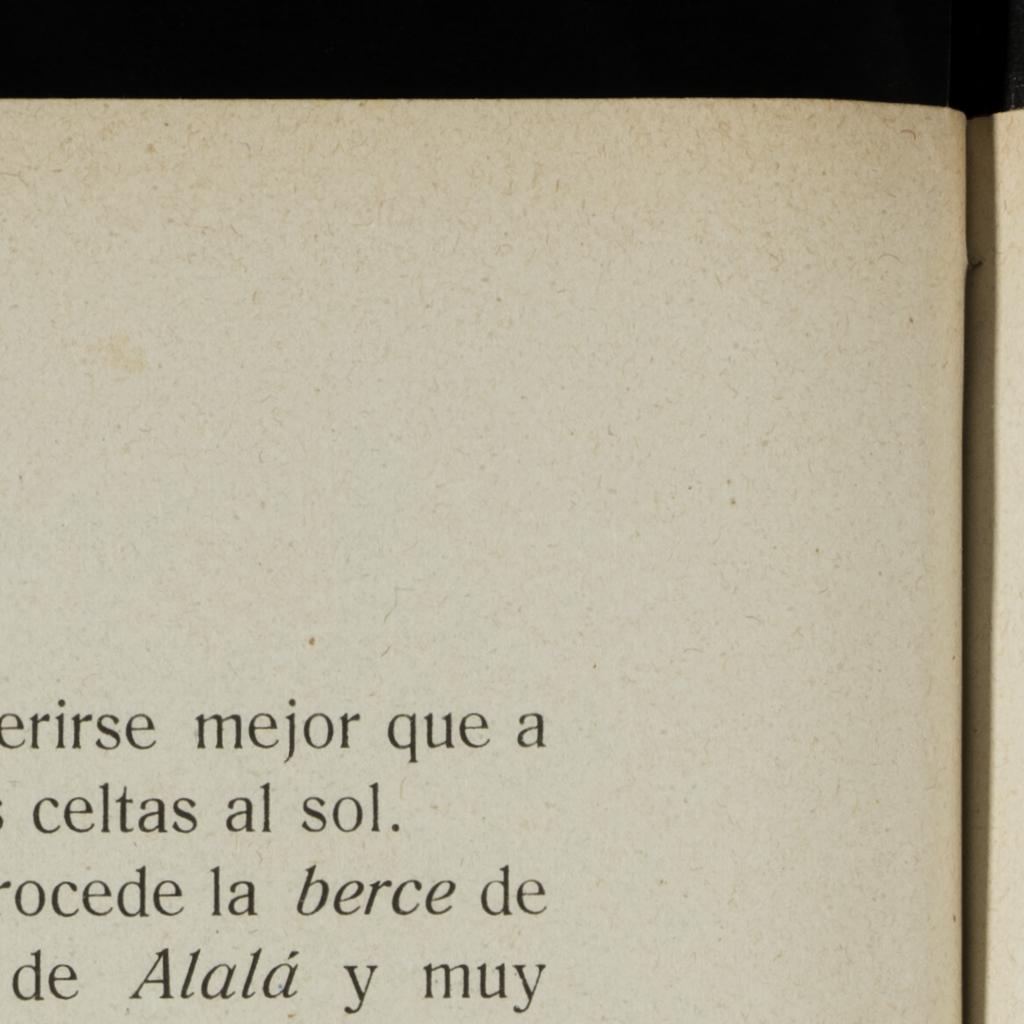 erirse mejor que a
s celtas al sol.
rocede la berce de
de Alalá y muy